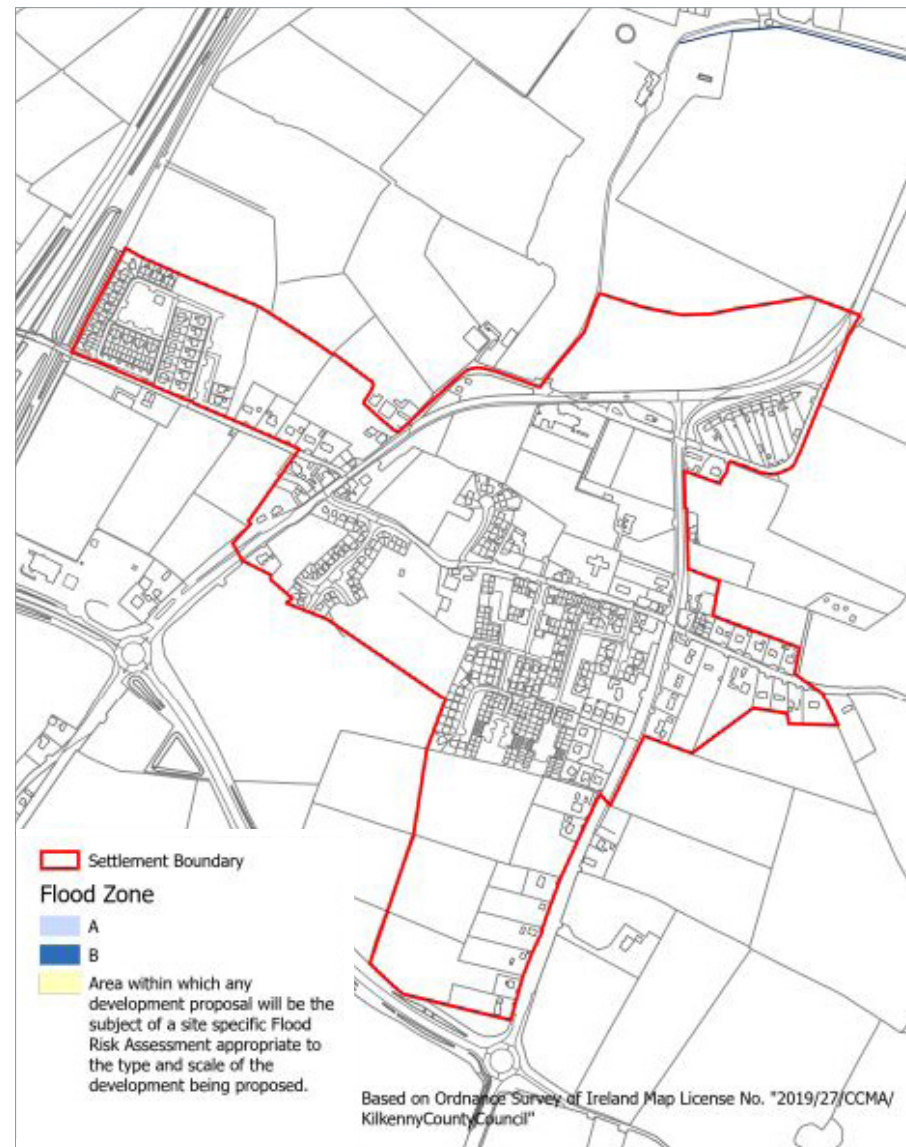 Settlement Boundary
Flood Zone
A
B
Area within which any
development proposal will be the
subject of a site specific Flood
Risk Assessment appropriate to
the type and scale of the
development being proposed.
Based on Ordnance Survey of Ireland Map License No. "2019/27/CCMA/
KilkennyCountyCouncil"